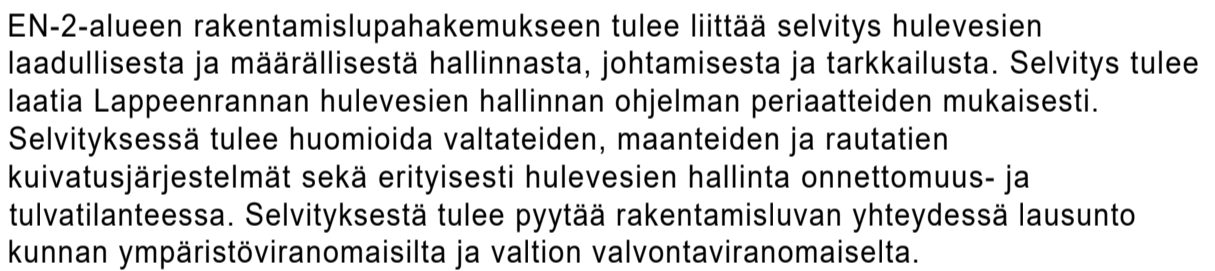 EN-2-alueen rakentamislupahakemukseen tulee liittää selvitys hulevesien
laadullisesta ja määrällisestä hallinnasta, johtamisesta ja tarkkailusta. Selvitys tulee
laatia Lappeenrannan hulevesien hallinnan ohjelman periaatteiden mukaisesti.
Selvityksessä tulee huomioida valtateiden, maanteiden ja rautatien
kuivatusjärjestelmät sekä erityisesti hulevesien hallinta onnettomuus- ja
tulvatilanteessa. Selvityksestä tulee pyytää rakentamisluvan yhteydessä lausunto
kunnan ympäristöviranomaisilta ja valtion valvontaviranomaiselta.